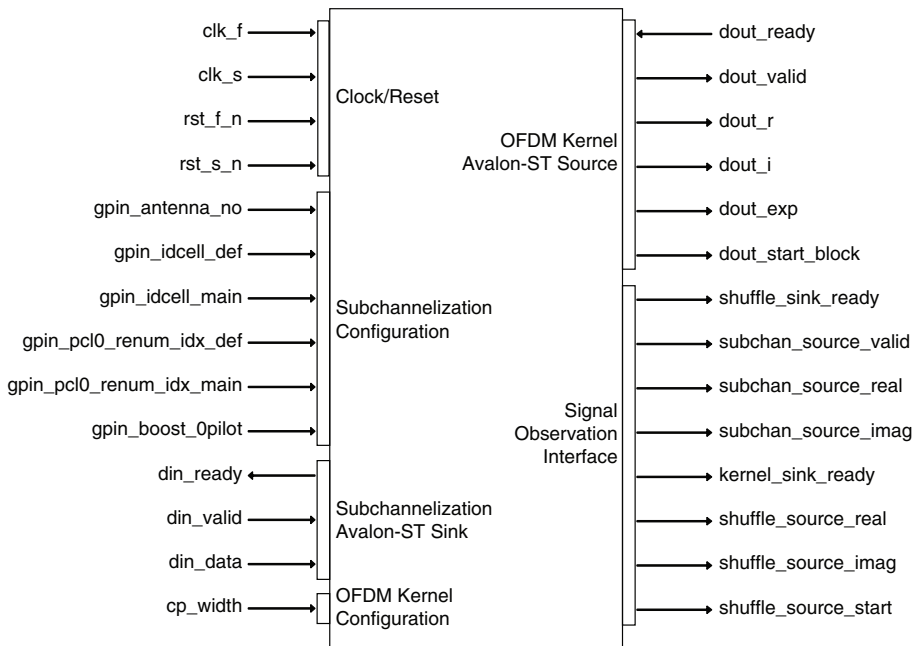 clk_f
clk_s
rst_f_n
rst_s_n
Clock/Reset
gpin_antenna_no
gpin_idcell_def
gpin_idcell_main
gpin_pcl0_renum_idx_def
gpin_pcl0_renum_idx_main
gpin_boost_0pilot
Subchannelization
Configuration
din_ready
din_valid
din_data
Subchannelization
Avalon-ST Sink
cp_width
OFDM Kernel
Configuration
OFDM Kernel
Avalon-ST Source
dout_ready
dout_valid
dout_r
dout_i
dout_exp
dout_start_block
Signal
Observation
Interface
shuffle_sink_ready
subchan_source_valid
subchan_source_real
subchan_source_imag
kernel_sink_ready
shuffle_source_real
shuffle_source_imag
shuffle_source_start